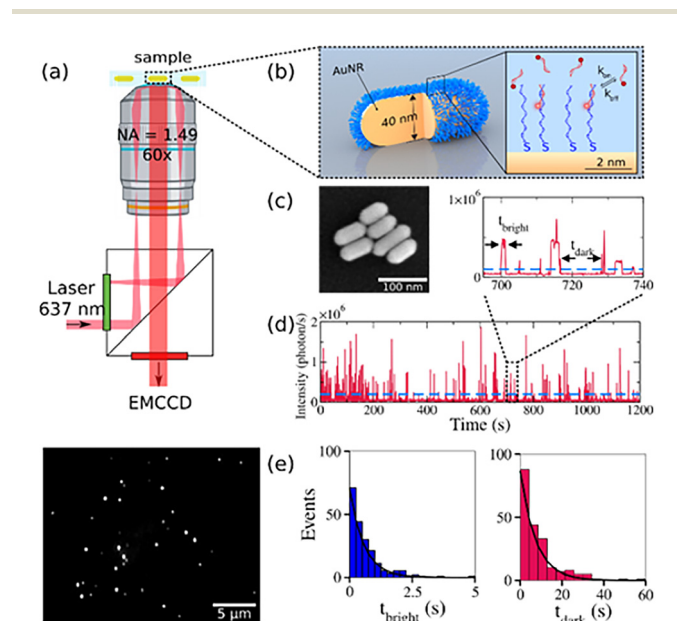 (a)
sample
NA = 1.49
60x
Laser
637 nm
EMCCD
5 μm
(b)
AuNR
40 nm
k_on
k_off
S S S S
2 nm
(c)
100 nm
1×10^6
t_bright
t_dark
0
700 720 740
(d)
2×10^6
1
0
Intensity (photon/s)
0 200 400 600 800 1000 1200
Time (s)
(e)
100
50
0
Events
0 2.5 5
t_bright (s)
100
50
0
0 20 40 60
t_dark (s)